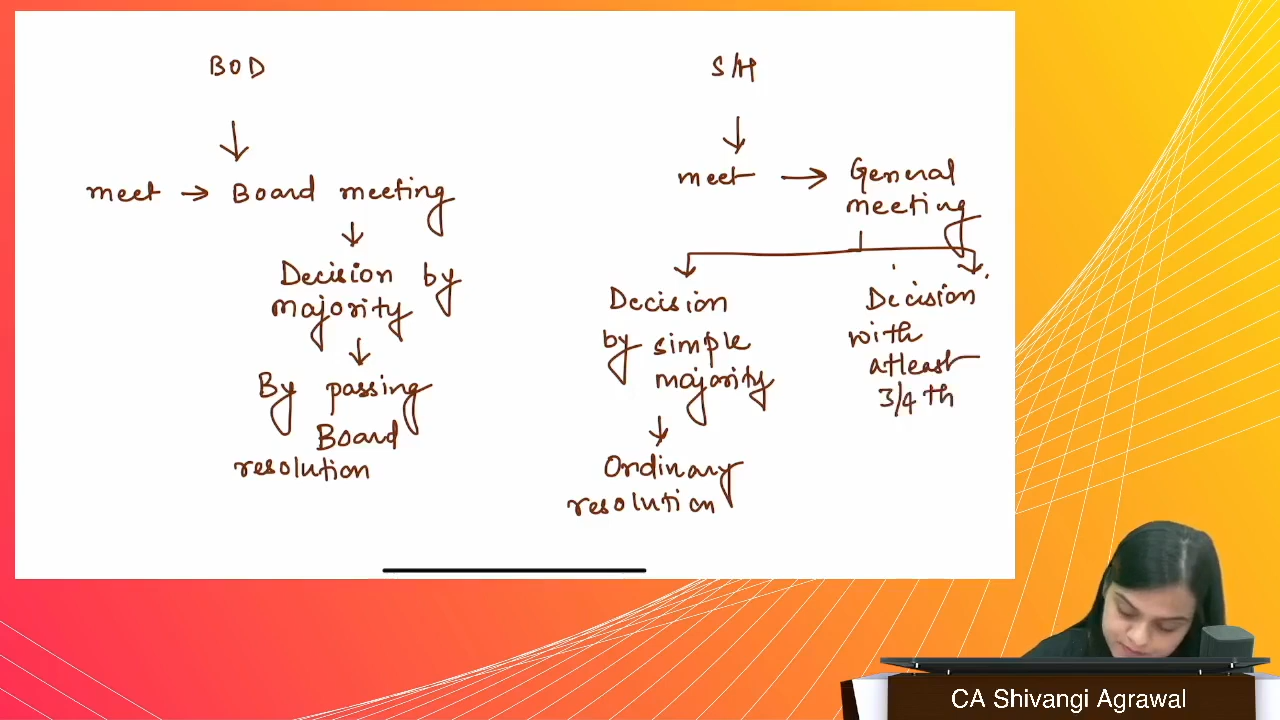 BOD
meet → Board meeting
Decision by
majority
By passing
Board
resolution
S/H
meet → General
meeting
Decision
by simple
majority
Ordinary
resolution
Decision
with
atleast
3/4 th
CA Shivangi Agrawal